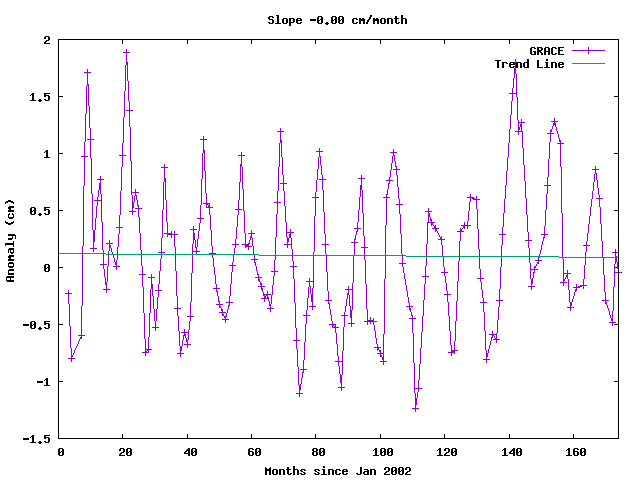 Slope -0.00 cm/month
GRACE
Trend Line
Anomaly (cm)
2
1.5
1
0.5
0
-0.5
-1
-1.5
0 20 40 60 80 100 120 140 160
Months since Jan 2002